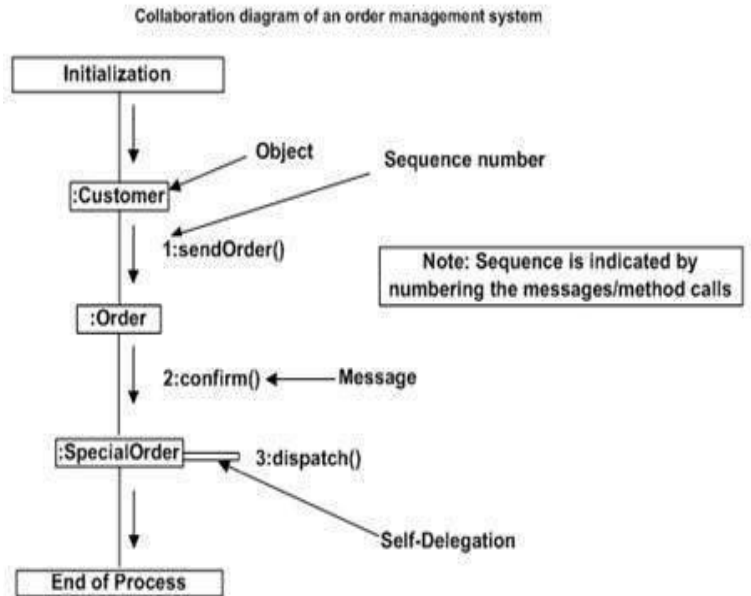 Collaboration diagram of an order management system
Initialization
Object
Sequence number
:Customer
1:sendOrder()
Note: Sequence is indicated by
numbering the messages/method calls
:Order
2:confirm()
Message
:SpecialOrder
3:dispatch()
Self-Delegation
End of Process